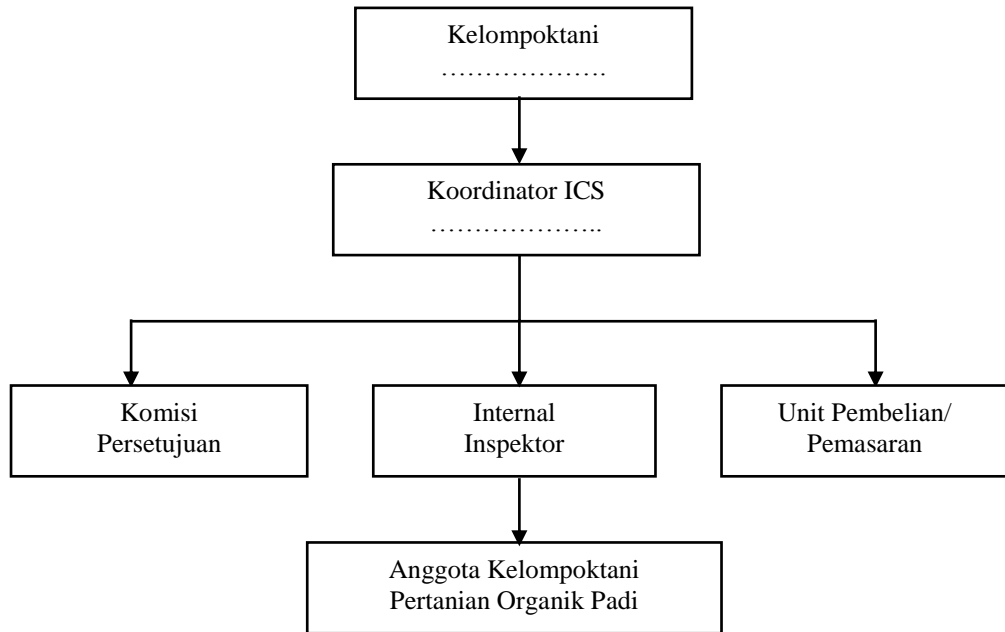 Kelompoktani
……………….
Koordinator ICS
………………..
Komisi
Persetujuan
Internal
Inspektor
Unit Pembelian/
Pemasaran
Anggota Kelompoktani
Pertanian Organik Padi